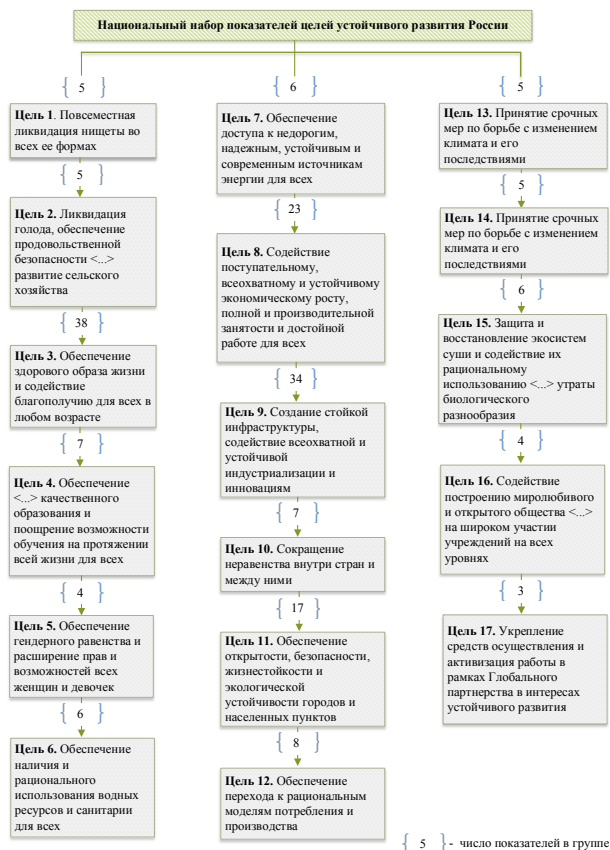 Национальный набор показателей целей устойчивого развития России
{ 5 }
Цель 1. Повсеместная
ликвидация нищеты во
всех ее формах
{ 5 }
Цель 2. Ликвидация
голода, обеспечение
продовольственной
безопасности <...>
развитие сельского
хозяйства
{ 38 }
Цель 3. Обеспечение
здорового образа жизни
и содействие
благополучию для всех в
любом возрасте
{ 7 }
Цель 4. Обеспечение
<...> качественного
образования и
поощрение возможности
обучения на протяжении
всей жизни для всех
{ 4 }
Цель 5. Обеспечение
гендерного равенства и
расширение прав и
возможностей всех
женщин и девочек
{ 6 }
Цель 6. Обеспечение
наличия и
рационального
использования водных
ресурсов и санитарии
для всех
{ 6 }
Цель 7. Обеспечение
доступа к недорогим,
надежным, устойчивым и
современным источникам
энергии для всех
{ 23 }
Цель 8. Содействие
поступательному,
всеохватному и устойчивому
экономическому росту,
полной и производительной
занятости и достойной
работе для всех
{ 34 }
Цель 9. Создание стойкой
инфраструктуры,
содействие всеохватной и
устойчивой
индустриализации и
инновациям
{ 7 }
Цель 10. Сокращение
неравенства внутри стран и
между ними
{ 17 }
Цель 11. Обеспечение
открытости, безопасности,
жизнестойкости и
экологической
устойчивости городов и
населенных пунктов
{ 8 }
Цель 12. Обеспечение
перехода к рациональным
моделям потребления и
производства
{ 5 }
Цель 13. Принятие срочных
мер по борьбе с изменением
климата и его
последствиями
{ 5 }
Цель 14. Принятие срочных
мер по борьбе с изменением
климата и его
последствиями
{ 6 }
Цель 15. Защита и
восстановление экосистем
суши и содействие их
рациональному
использованию <...> утраты
биологического
разнообразия
{ 4 }
Цель 16. Содействие
построению миролюбивого
и открытого общества <...>
на широком участии
учреждений на всех
уровнях
{ 3 }
Цель 17. Укрепление
средств осуществления и
активизация работы в
рамках Глобального
партнерства в интересах
устойчивого развития
{ 5 }- число показателей в группе